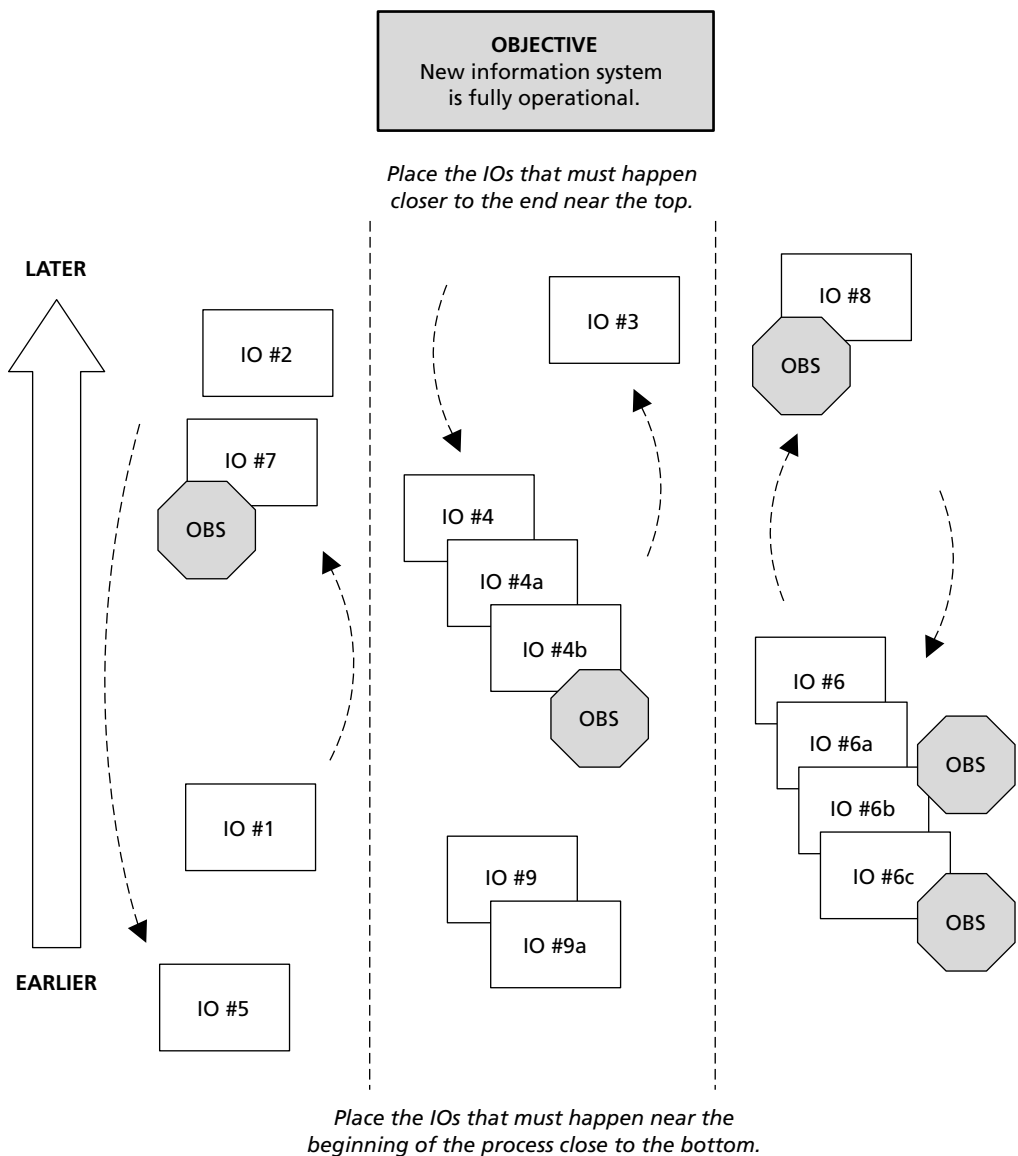 OBJECTIVE
New information system
is fully operational.
Place the IOs that must happen
closer to the end near the top.
LATER
EARLIER
IO #2
IO #7
OBS
IO #1
IO #5
IO #3
IO #4
IO #4a
IO #4b
OBS
IO #9
IO #9a
IO #8
OBS
IO #6
IO #6a
OBS
IO #6b
IO #6c
OBS
Place the IOs that must happen near the
beginning of the process close to the bottom.